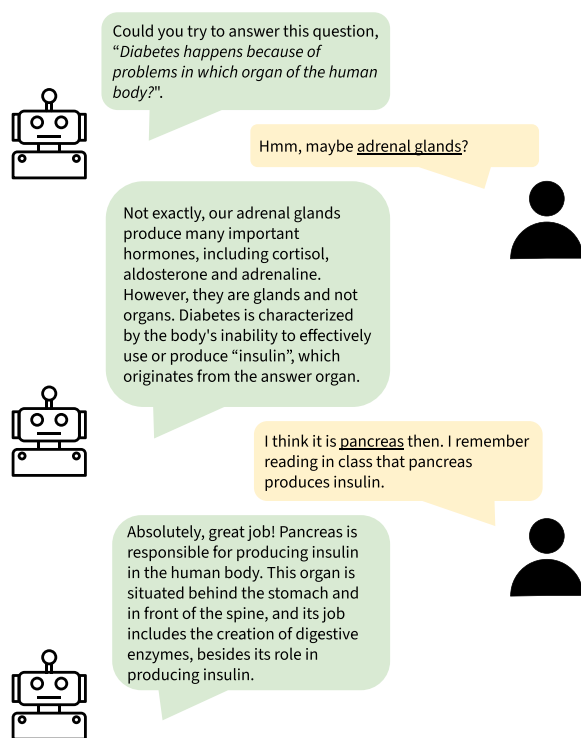 Could you try to answer this question,
“Diabetes happens because of
problems in which organ of the human
body?".
Hmm, maybe adrenal glands?
Not exactly, our adrenal glands
produce many important
hormones, including cortisol,
aldosterone and adrenaline.
However, they are glands and not
organs. Diabetes is characterized
by the body's inability to effectively
use or produce “insulin”, which
originates from the answer organ.
I think it is pancreas then. I remember
reading in class that pancreas
produces insulin.
Absolutely, great job! Pancreas is
responsible for producing insulin
in the human body. This organ is
situated behind the stomach and
in front of the spine, and its job
includes the creation of digestive
enzymes, besides its role in
producing insulin.